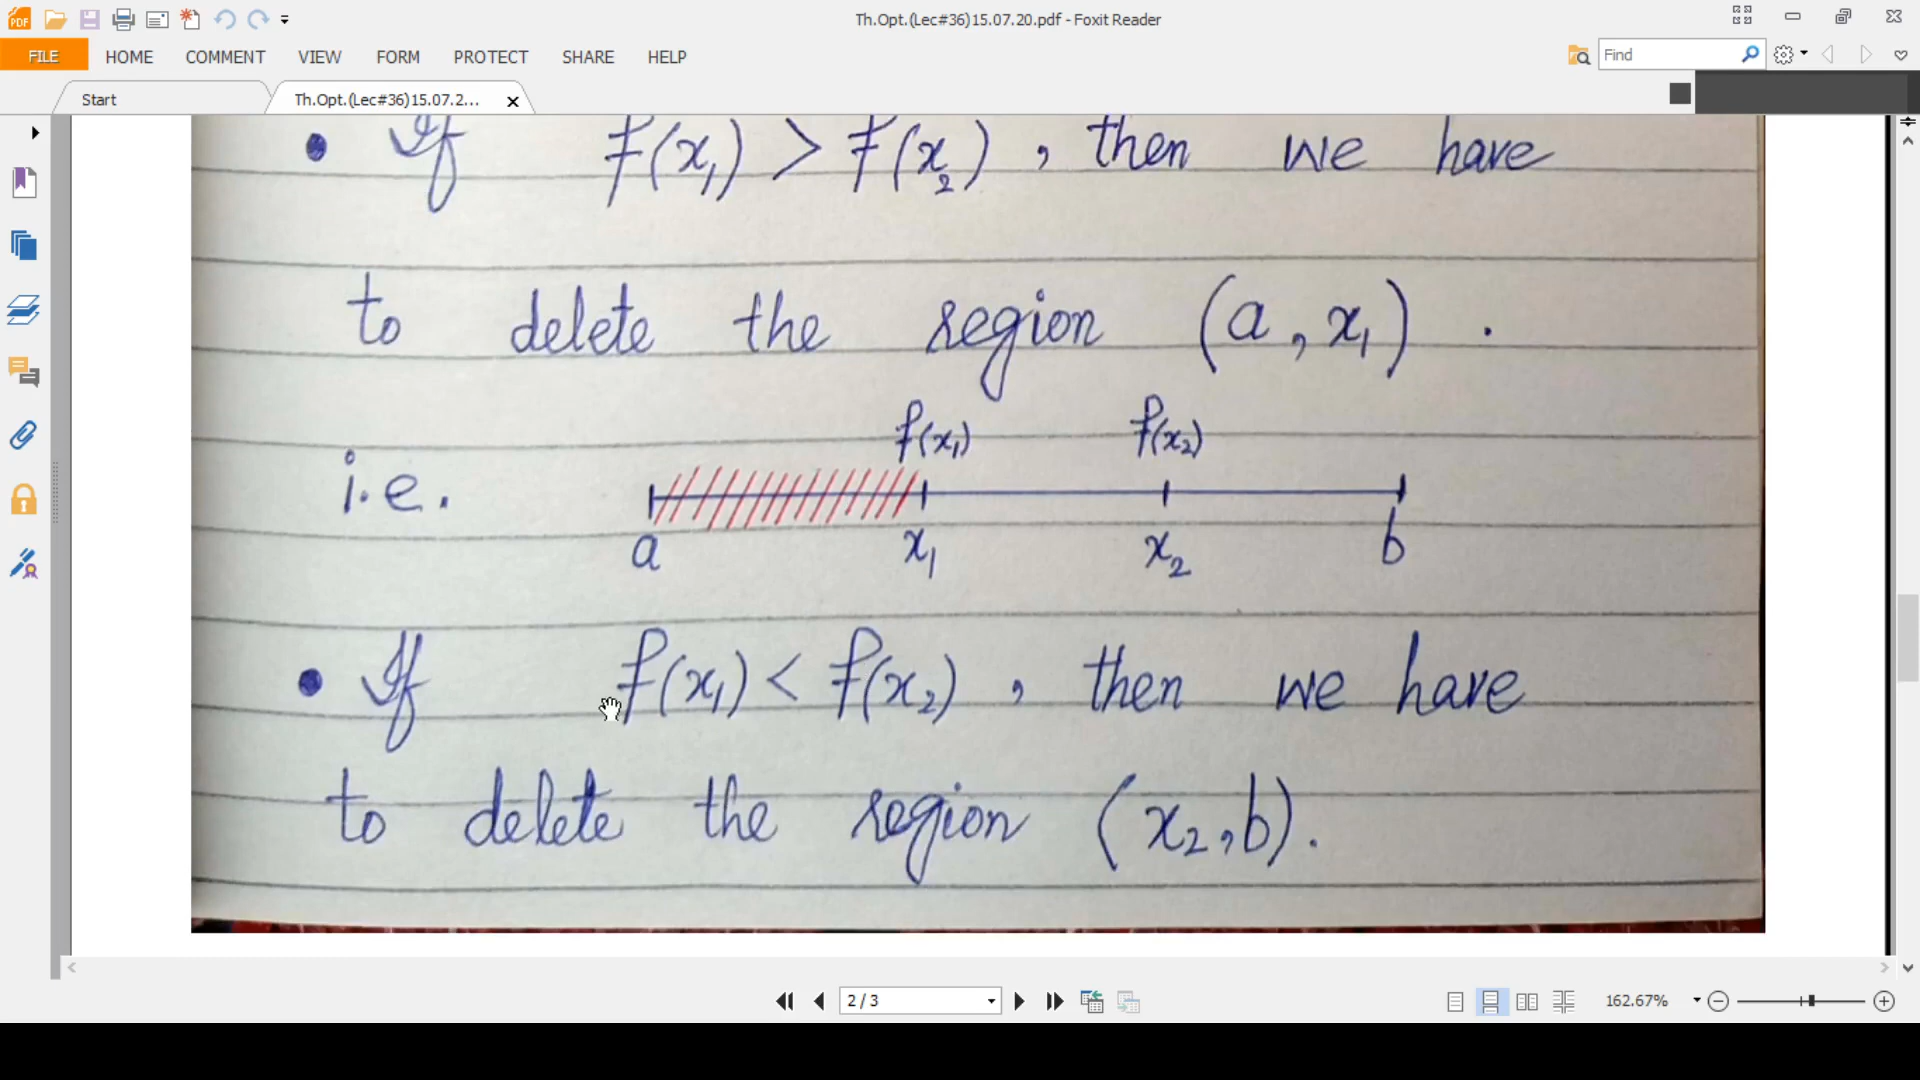 Th.Opt.(Lec#36)15.07.20.pdf - Foxit Reader
FILE HOME COMMENT VIEW FORM PROTECT SHARE HELP
Find
Start Th.Opt.(Lec#36)15.07.2...
• If f(x₁) > f(x₂) , then we have
to delete the region (a , x₁) .
f(x₁) f(x₂)
i.e.
a x₁ x₂ b
• If f(x₁) < f(x₂) , then we have
to delete the region (x₂, b).
2 / 3
162.67%